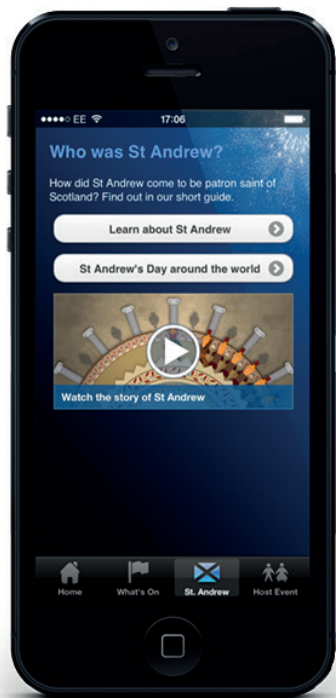 EE 17:06
Who was St Andrew?
How did St Andrew come to be patron saint of
Scotland? Find out in our short guide.
Learn about St Andrew
St Andrew's Day around the world
Watch the story of St Andrew
Home What's On St. Andrew Host Event